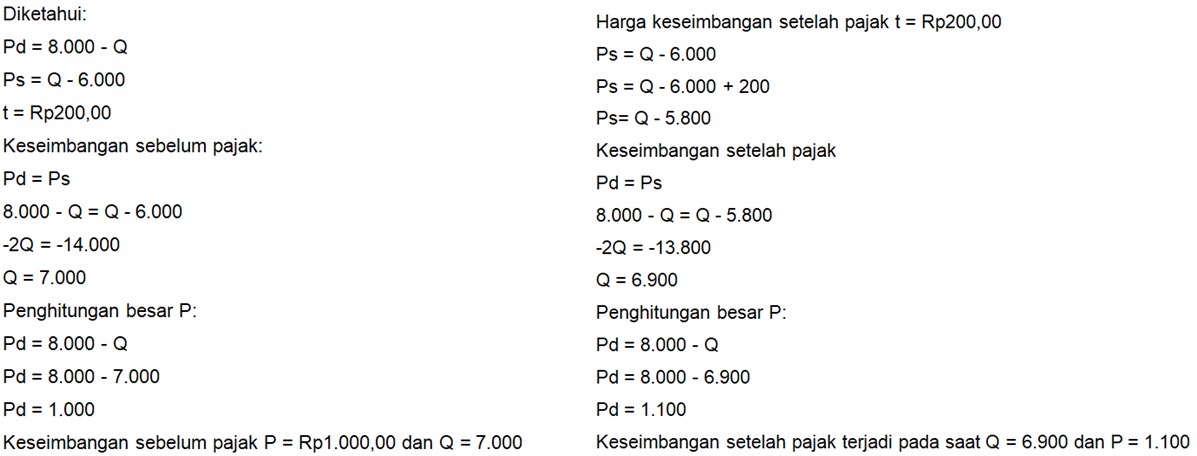 Diketahui:
Pd = 8.000 - Q
Ps = Q - 6.000
t = Rp200,00
Keseimbangan sebelum pajak:
Pd = Ps
8.000 - Q = Q - 6.000
-2Q = -14.000
Q = 7.000
Penghitungan besar P:
Pd = 8.000 - Q
Pd = 8.000 - 7.000
Pd = 1.000
Keseimbangan sebelum pajak P = Rp1.000,00 dan Q = 7.000
Harga keseimbangan setelah pajak t = Rp200,00
Ps = Q - 6.000
Ps = Q - 6.000 + 200
Ps= Q - 5.800
Keseimbangan setelah pajak
Pd = Ps
8.000 - Q = Q - 5.800
-2Q = -13.800
Q = 6.900
Penghitungan besar P:
Pd = 8.000 - Q
Pd = 8.000 - 6.900
Pd = 1.100
Keseimbangan setelah pajak terjadi pada saat Q = 6.900 dan P = 1.100